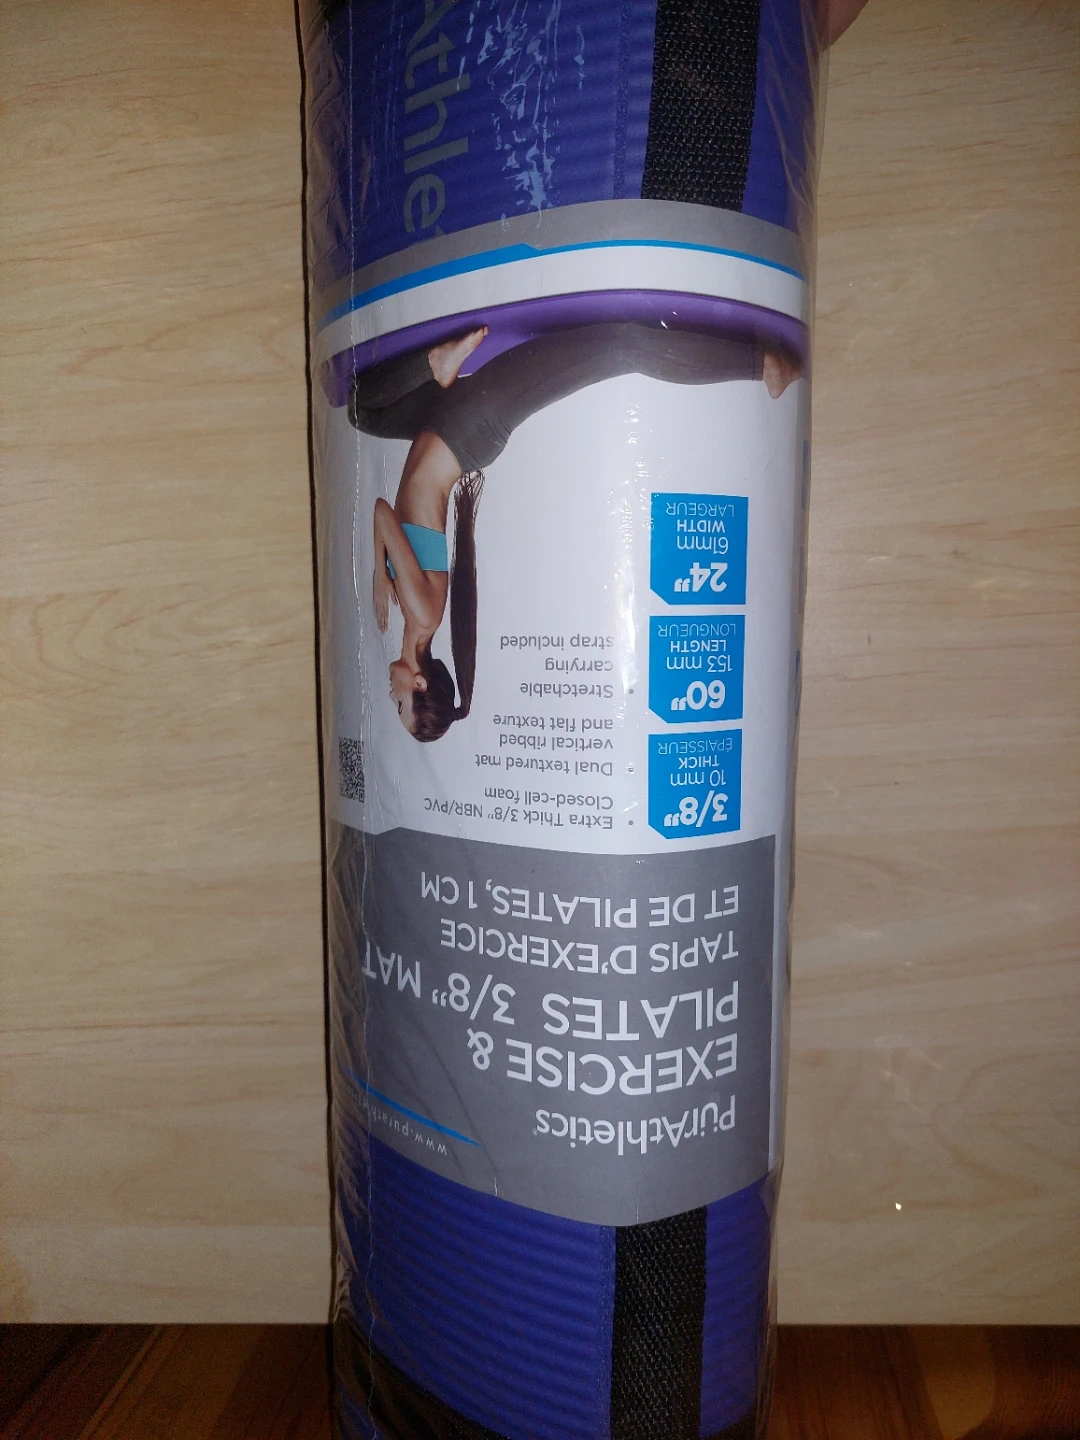 PürAthletics
EXERCISE &
PILATES 3/8" MAT
TAPIS D'EXERCICE
ET DE PILATES, 1 CM
3/8"
10 mm
THICK
ÉPAISSEUR
60"
153 mm
LENGTH
LONGUEUR
24"
61mm
WIDTH
LARGEUR
• Extra Thick 3/8" NBR/PVC
Closed-cell foam
• Dual textured mat
vertical ribbed
and flat texture
• Stretchable
carrying
strap included